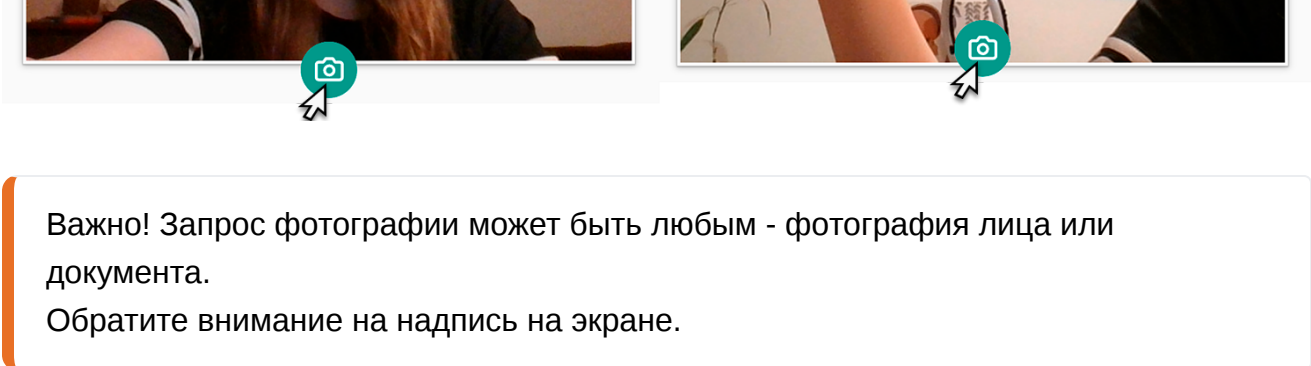 Важно! Запрос фотографии может быть любым - фотография лица или
документа.
Обратите внимание на надпись на экране.